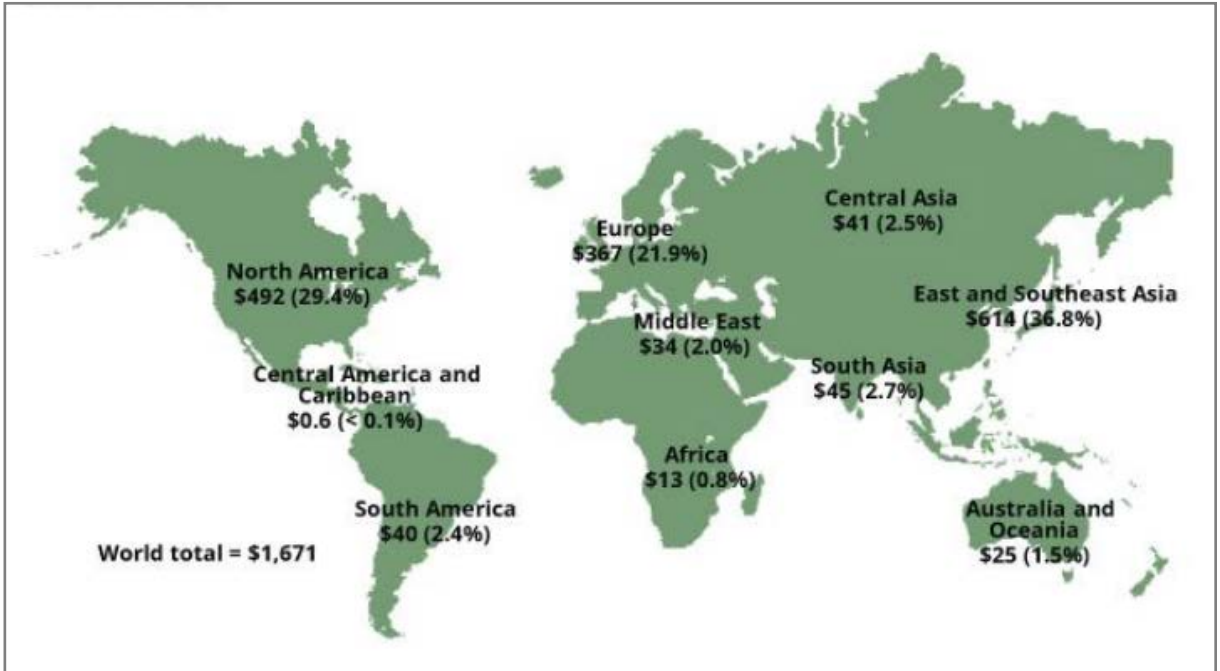 Central Asia
$41 (2.5%)
Europe
$367 (21.9%)
North America
$492 (29.4%)
East and Southeast Asia
$614 (36.8%)
Middle East
$34 (2.0%)
South Asia
$45 (2.7%)
Central America and
Caribbean
$0.6 (< 0.1%)
Africa
$13 (0.8%)
South America
$40 (2.4%)
Australia and
Oceania
$25 (1.5%)
World total = $1,671